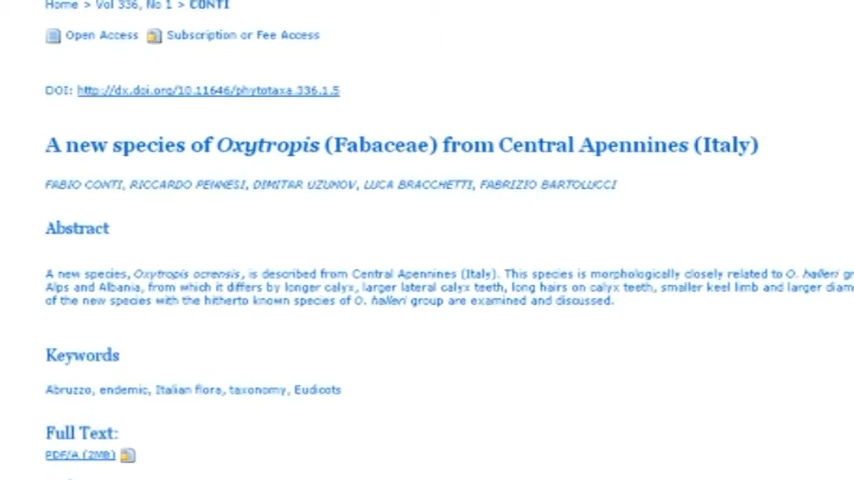 Home > Vol 336, No 1 > CONTI
Open Access Subscription or Fee Access
DOI: http://dx.doi.org/10.11646/phytotaxa.336.1.5
A new species of Oxytropis (Fabaceae) from Central Apennines (Italy)
FABIO CONTI, RICCARDO PENNESI, DIMITAR UZUNOV, LUCA BRACCHETTI, FABRIZIO BARTOLUCCI
Abstract
A new species, Oxytropis ocrensis, is described from Central Apennines (Italy). This species is morphologically closely related to O. halleri gr
Alps and Albania, from which it differs by longer calyx, larger lateral calyx teeth, long hairs on calyx teeth, smaller keel limb and larger diam
of the new species with the hitherto known species of O. halleri group are examined and discussed.
Keywords
Abruzzo, endemic, Italian flora, taxonomy, Eudicots
Full Text:
PDF/A (2MB)